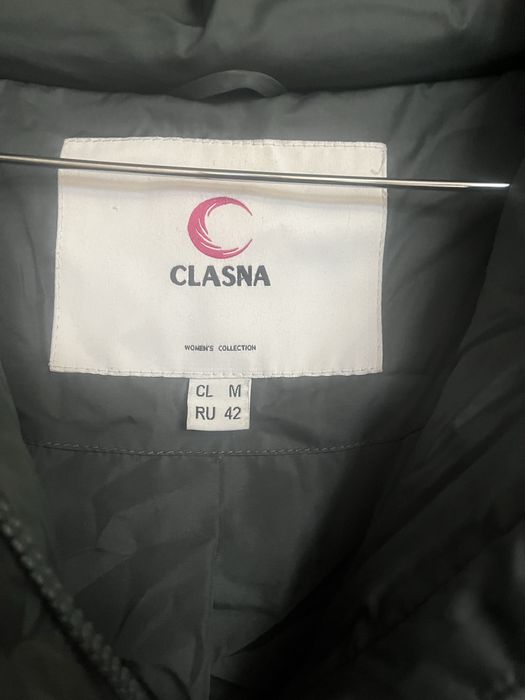 CLASNA
WOMEN'S COLLECTION
CL M
RU 42